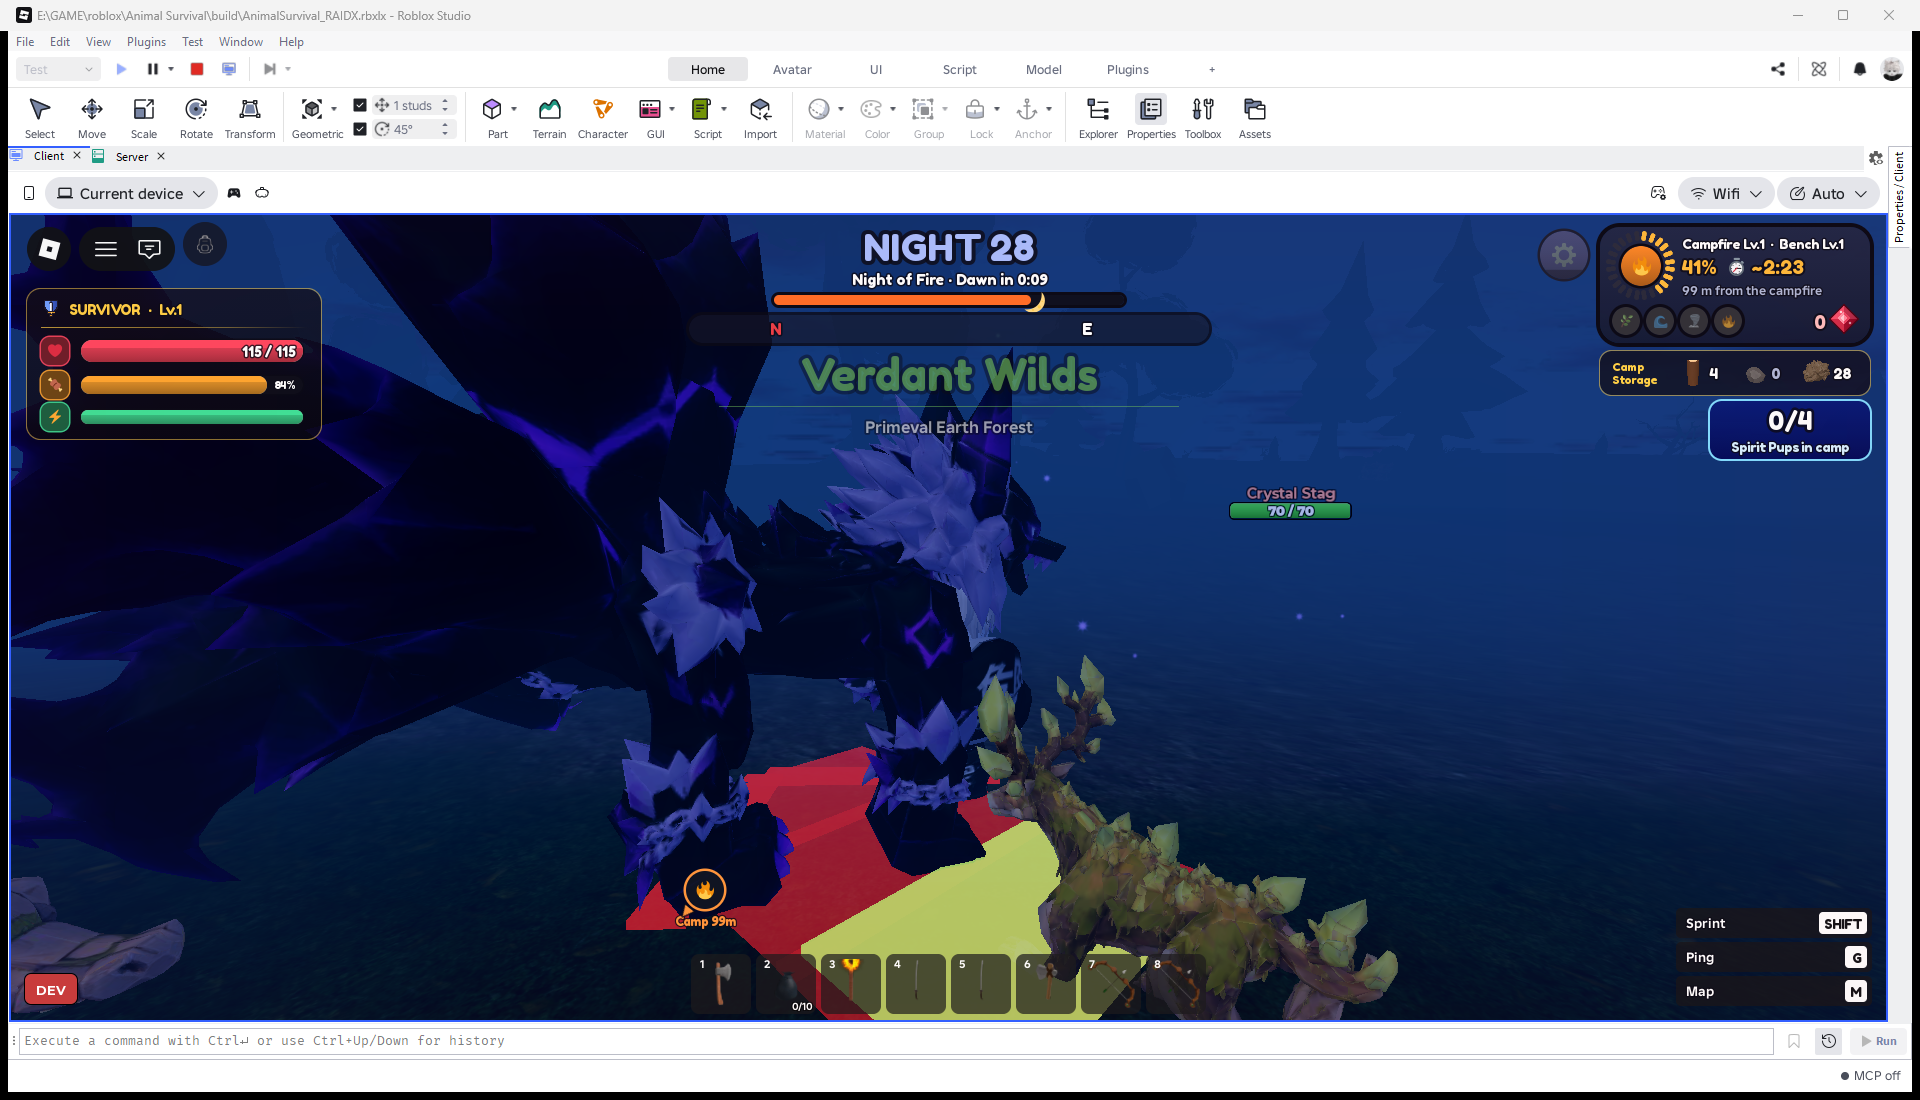 E:\GAME\roblox\Animal Survival\build\AnimalSurvival_RAIDX.rbxlx - Roblox Studio
File Edit View Plugins Test Window Help
Test
Home Avatar UI Script Model Plugins +
1 studs
45°
Select Move Scale Rotate Transform Geometric Part Terrain Character GUI Script Import Material Color Group Lock Anchor Explorer Properties Toolbox Assets
Client Server
Properties / Client
Current device
Wifi Auto
NIGHT 28
Night of Fire · Dawn in 0:09
N E
Verdant Wilds
Primeval Earth Forest
SURVIVOR · Lv.1
115 / 115
84%
Campfire Lv.1 · Bench Lv.1
41% ~2:23
99 m from the campfire
0
Camp Storage 4 0 28
0/4
Spirit Pups in camp
Crystal Stag
70 / 70
Camp 99m
Sprint SHIFT
Ping G
Map M
DEV
1 2 3 4 5 6 7 8
0/10
Execute a command with Ctrl↵ or use Ctrl+Up/Down for history
Run
MCP off